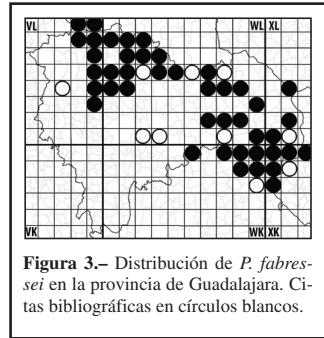 VL WL XL
VK WK XK
Figura 3.– Distribución de P. fabres-
sei en la provincia de Guadalajara. Ci-
tas bibliográficas en círculos blancos.